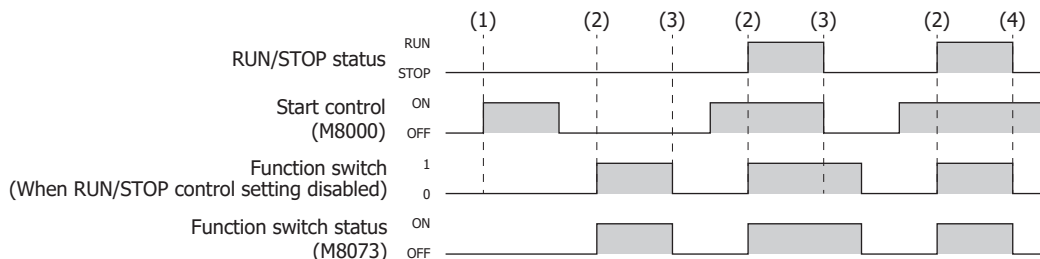 (1) (2) (3) (2) (3) (2) (4)
RUN/STOP status RUN
STOP
Start control ON
(M8000) OFF
Function switch 1
(When RUN/STOP control setting disabled) 0
Function switch status ON
(M8073) OFF